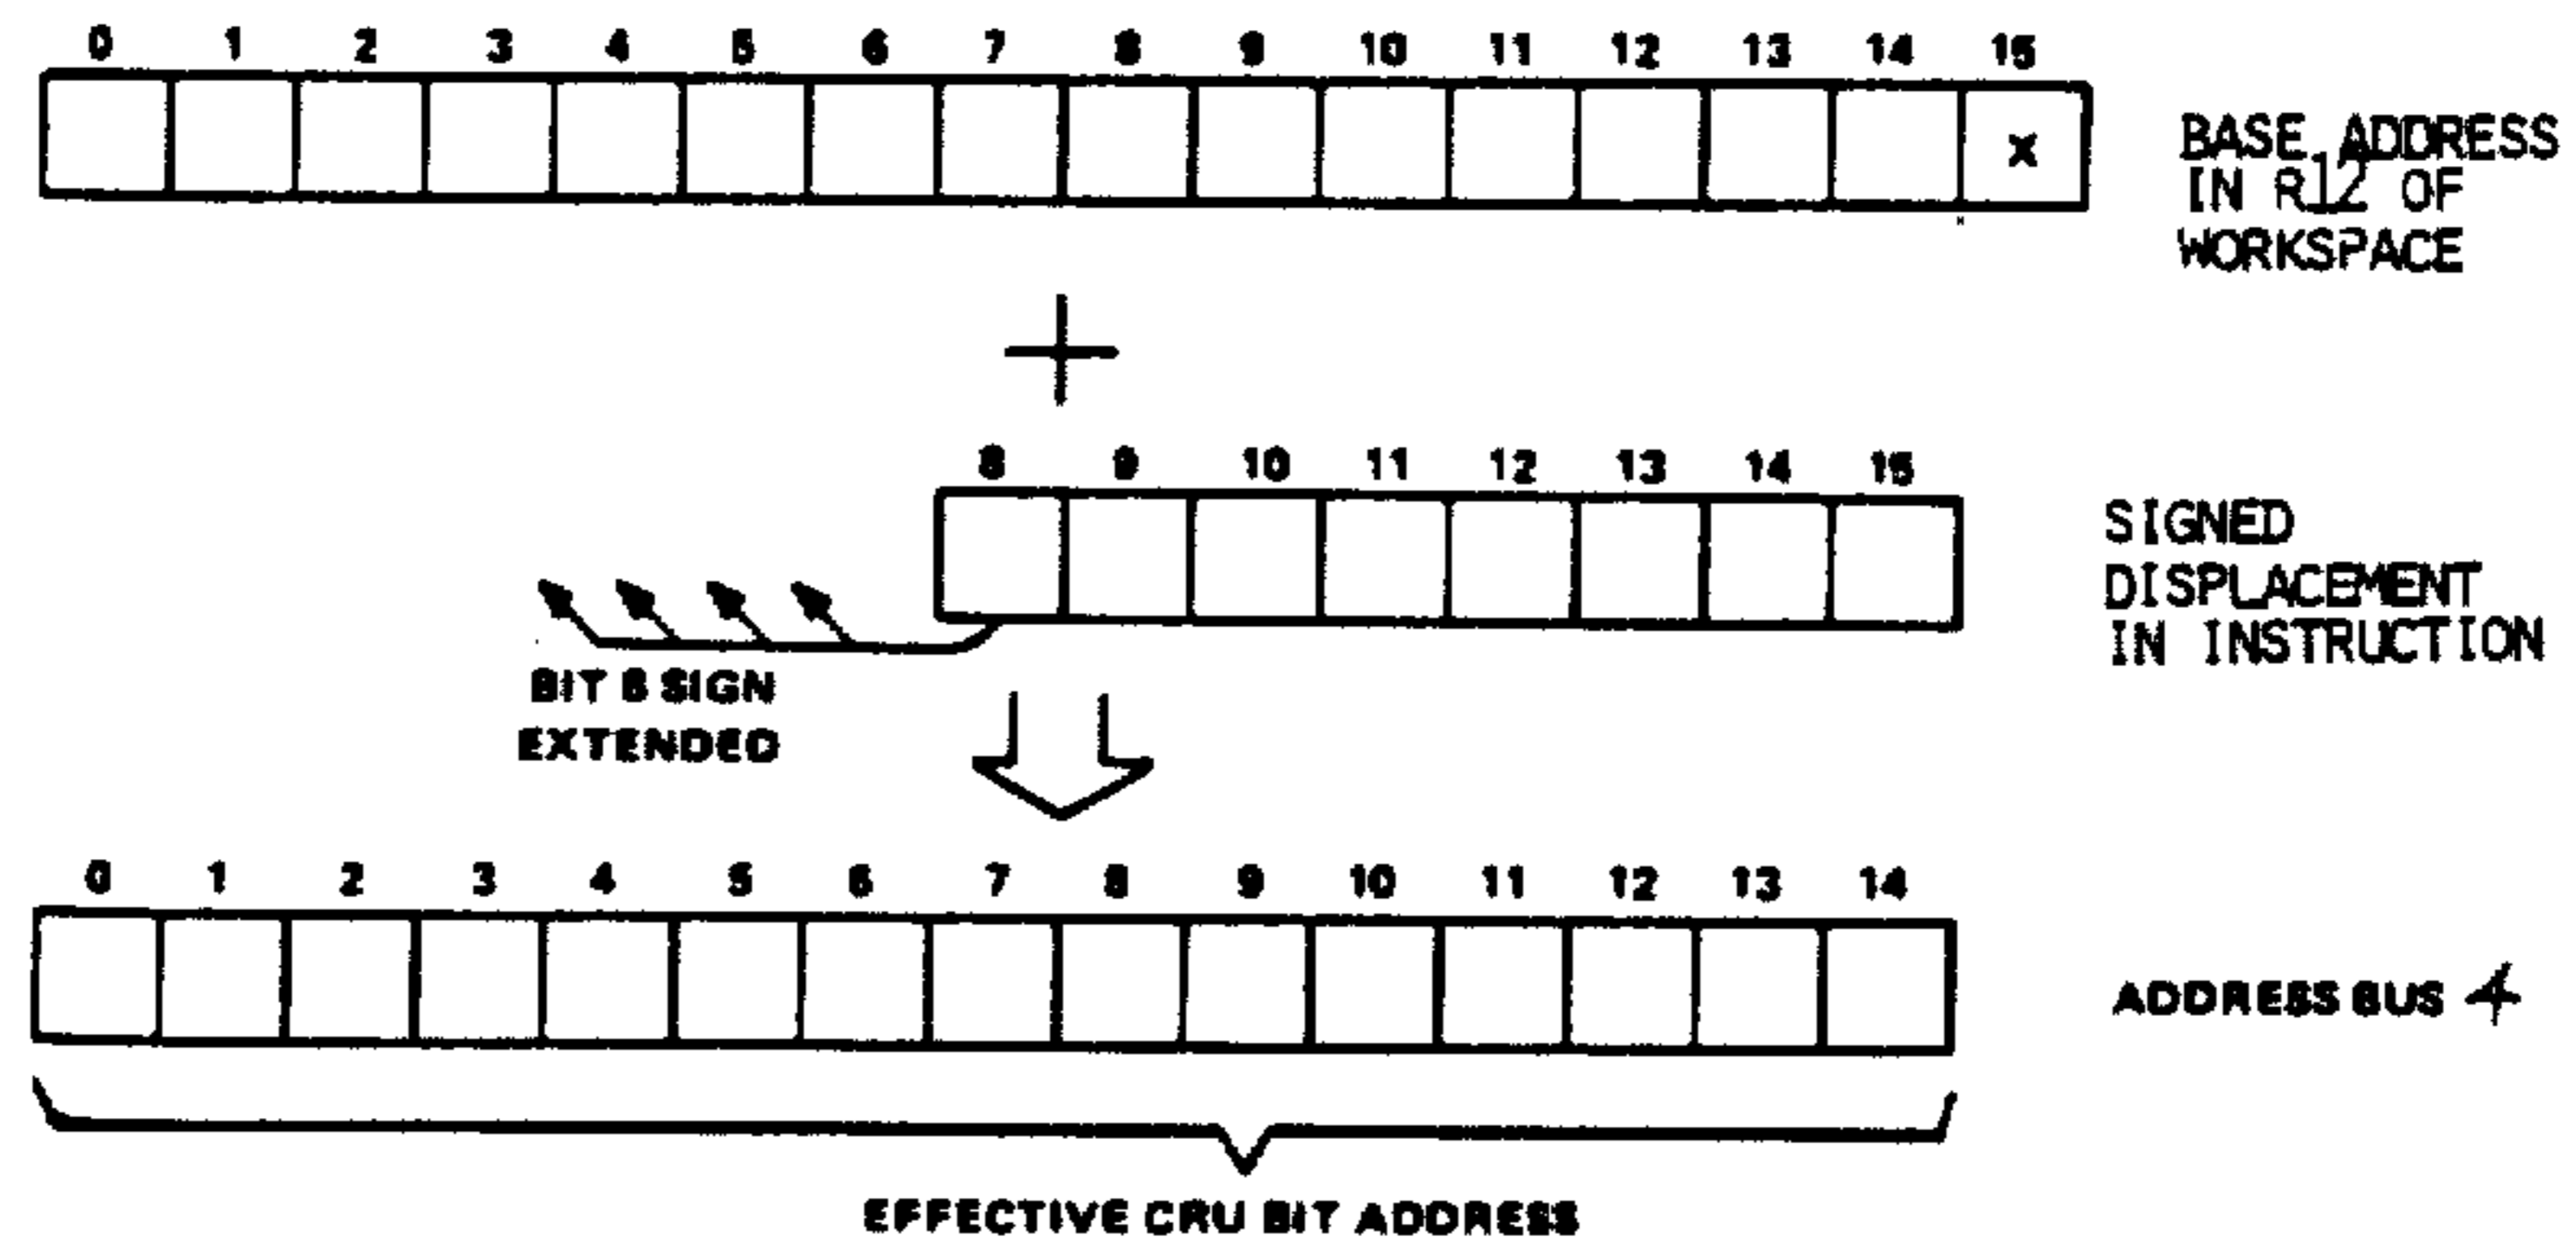 0 1 2 3 4 5 6 7 8 9 10 11 12 13 14 15
X
BASE ADDRESS
IN R12 OF
WORKSPACE
8 9 10 11 12 13 14 15
SIGNED
DISPLACEMENT
IN INSTRUCTION
BIT 8 SIGN
EXTENDED
0 1 2 3 4 5 6 7 8 9 10 11 12 13 14
ADDRESS BUS
EFFECTIVE CRU BIT ADDRESS